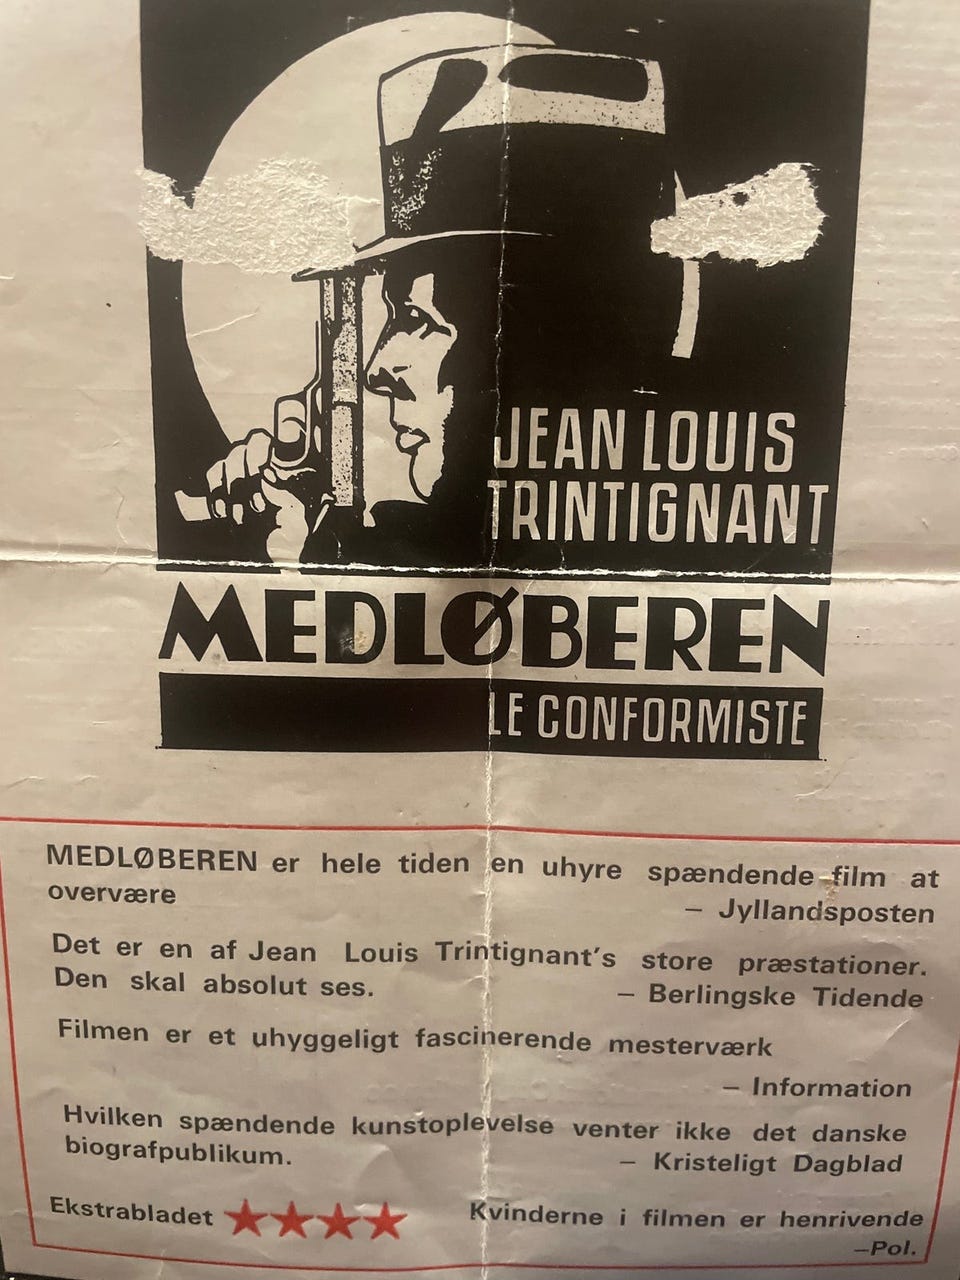 JEAN LOUIS
TRINTIGNANT
MEDLØBEREN
LE CONFORMISTE
MEDLØBEREN er hele tiden en uhyre spændende film at
overvære – Jyllandsposten
Det er en af Jean Louis Trintignant's store præstationer.
Den skal absolut ses. – Berlingske Tidende
Filmen er et uhyggeligt fascinerende mesterværk
– Information
Hvilken spændende kunstoplevelse venter ikke det danske
biografpublikum. – Kristeligt Dagblad
Ekstrabladet ★★★★ Kvinderne i filmen er henrivende
–Pol.